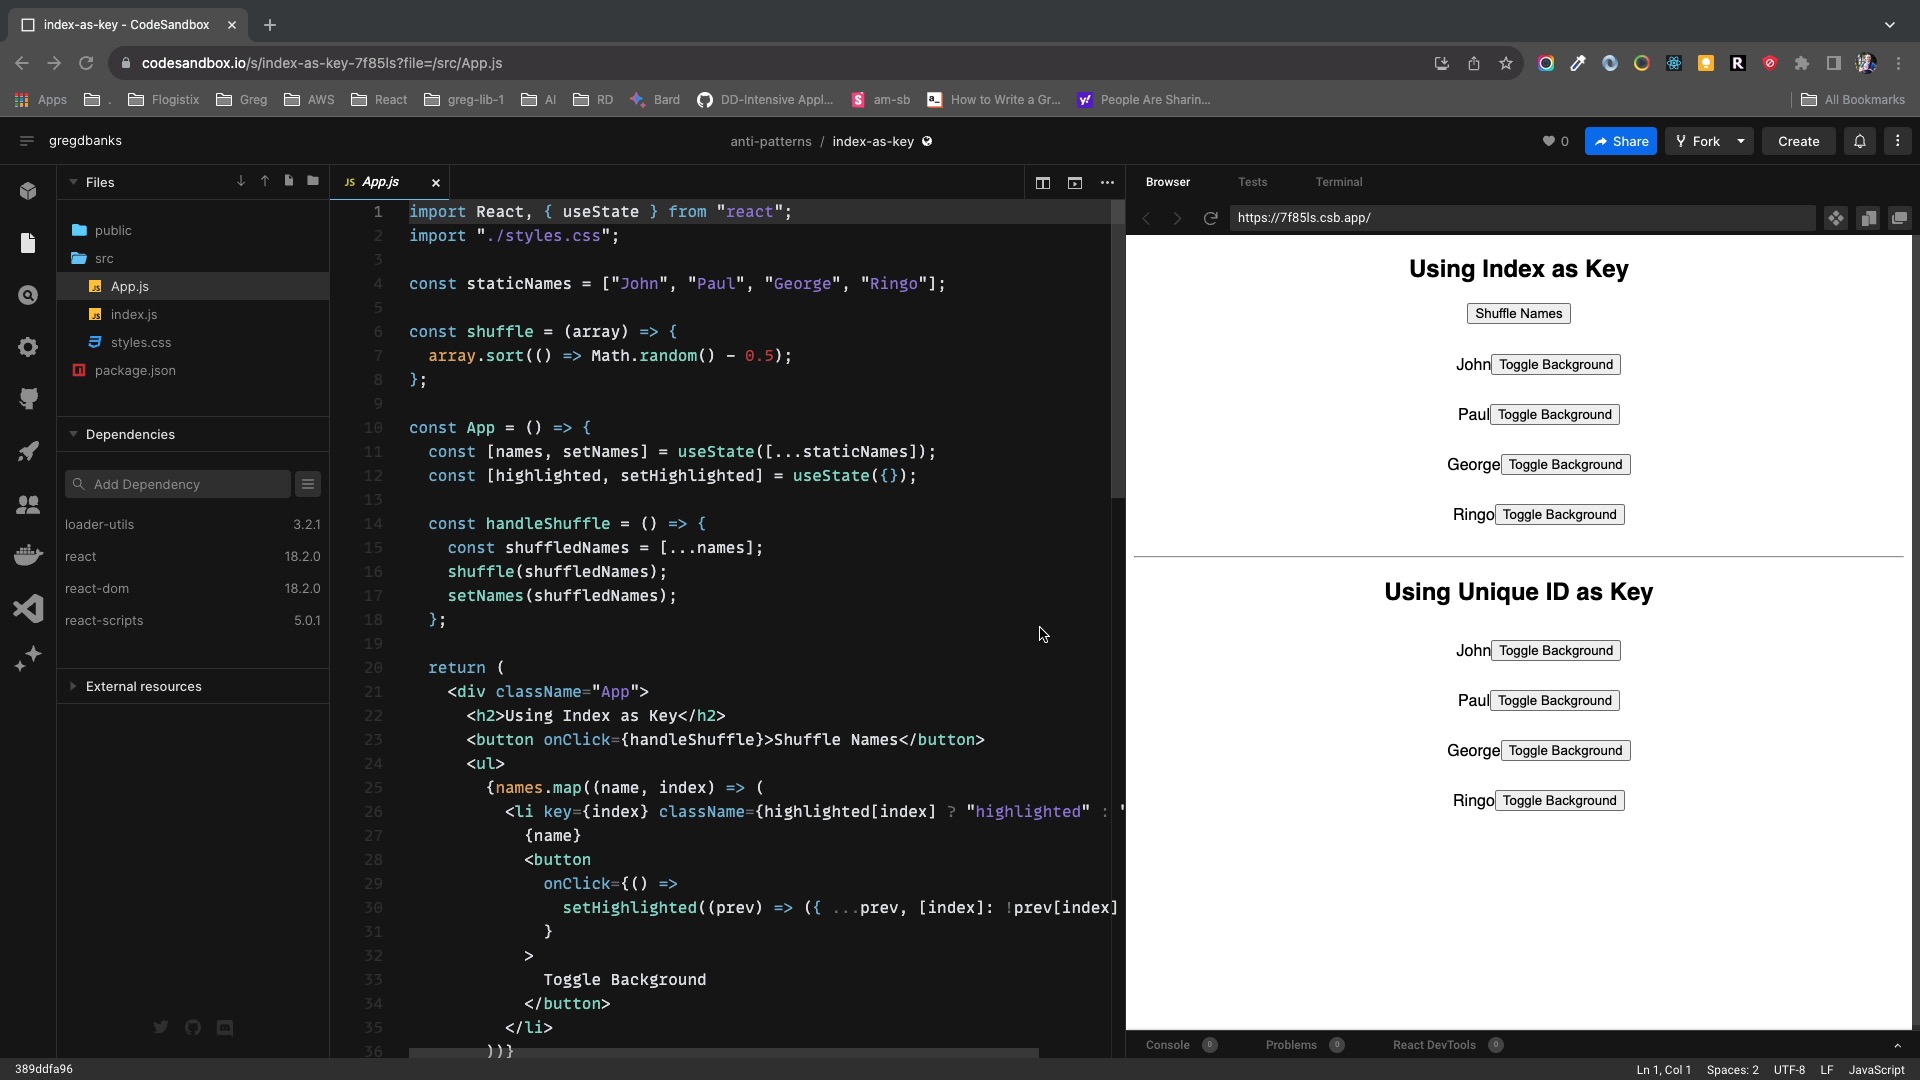 index-as-key - CodeSandbox
codesandbox.io/s/index-as-key-7f85ls?file=/src/App.js
Apps . Flogistix Greg AWS React greg-lib-1 AI RD Bard DD-Intensive Appl... am-sb How to Write a Gr... People Are Sharin... All Bookmarks
gregdbanks anti-patterns / index-as-key 0 Share Fork Create
Files
public
src
App.js
index.js
styles.css
package.json
Dependencies
Add Dependency
loader-utils 3.2.1
react 18.2.0
react-dom 18.2.0
react-scripts 5.0.1
External resources
JS App.js
1 import React, { useState } from "react";
2 import "./styles.css";
3
4 const staticNames = ["John", "Paul", "George", "Ringo"];
5
6 const shuffle = (array) => {
7 array.sort(() => Math.random() - 0.5);
8 };
9
10 const App = () => {
11 const [names, setNames] = useState([...staticNames]);
12 const [highlighted, setHighlighted] = useState({});
13
14 const handleShuffle = () => {
15 const shuffledNames = [...names];
16 shuffle(shuffledNames);
17 setNames(shuffledNames);
18 };
19
20 return (
21 <div className="App">
22 <h2>Using Index as Key</h2>
23 <button onClick={handleShuffle}>Shuffle Names</button>
24 <ul>
25 {names.map((name, index) => (
26 <li key={index} className={highlighted[index] ? "highlighted" : "
27 {name}
28 <button
29 onClick={() =>
30 setHighlighted((prev) => ({ ...prev, [index]: !prev[index]
31 }
32 >
33 Toggle Background
34 </button>
35 </li>
36 ))}
Browser Tests Terminal
https://7f85ls.csb.app/
Using Index as Key
Shuffle Names
John Toggle Background
Paul Toggle Background
George Toggle Background
Ringo Toggle Background
Using Unique ID as Key
John Toggle Background
Paul Toggle Background
George Toggle Background
Ringo Toggle Background
Console 0 Problems 0 React DevTools 0
389ddfa96 Ln 1, Col 1 Spaces: 2 UTF-8 LF JavaScript